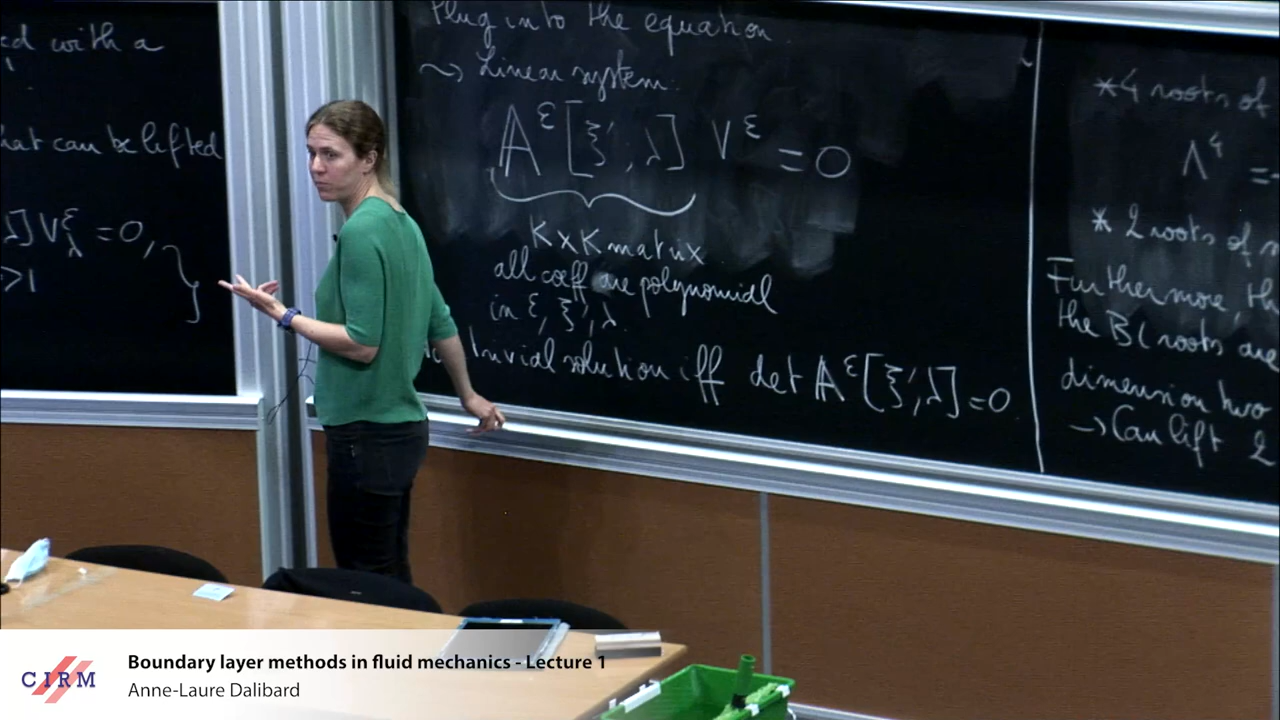 ed with a
hat can be lifted
λ] V^ε_λ = 0,
>1
Plug into the equation
⤳ Linear system.
𝔸^ε[ξ', λ] V^ε = 0
K x K matrix
all coeff are polynomial
in ε, ξ', λ.
trivial solution iff det 𝔸^ε[ξ', λ] = 0
* 4 roots of
Λ^4 =
* 2 roots of
Furthermore, th
the BC roots are
dimension two
→ Can lift 2
CIRM
Boundary layer methods in fluid mechanics - Lecture 1
Anne-Laure Dalibard